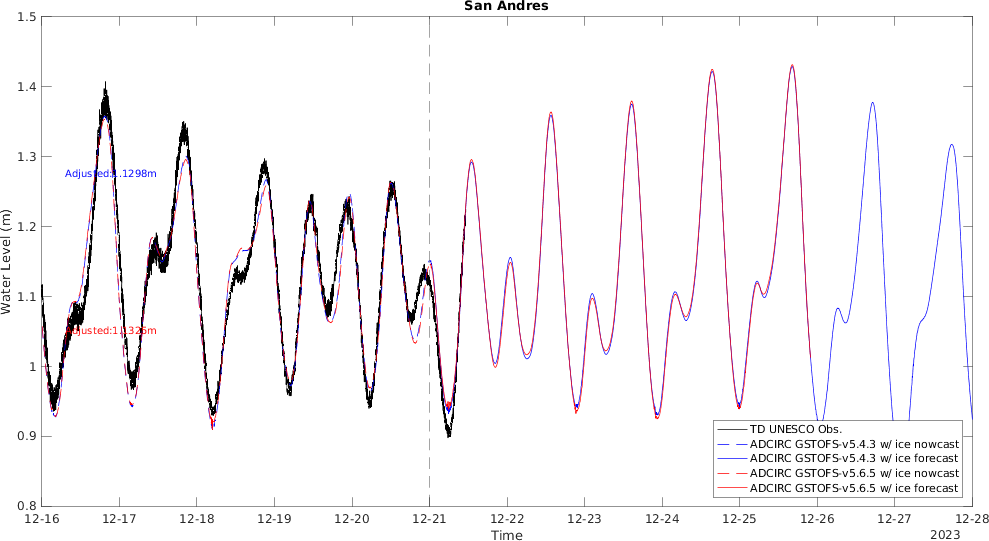 San Andres
1.5
1.4
1.3
1.2
1.1
1
0.9
0.8
Water Level (m)
Adjusted:1.1298m
Adjusted:1.1326m
TD UNESCO Obs.
ADCIRC GSTOFS-v5.4.3 w/ ice nowcast
ADCIRC GSTOFS-v5.4.3 w/ ice forecast
ADCIRC GSTOFS-v5.6.5 w/ ice nowcast
ADCIRC GSTOFS-v5.6.5 w/ ice forecast
12-16 12-17 12-18 12-19 12-20 12-21 12-22 12-23 12-24 12-25 12-26 12-27 12-28
Time
2023